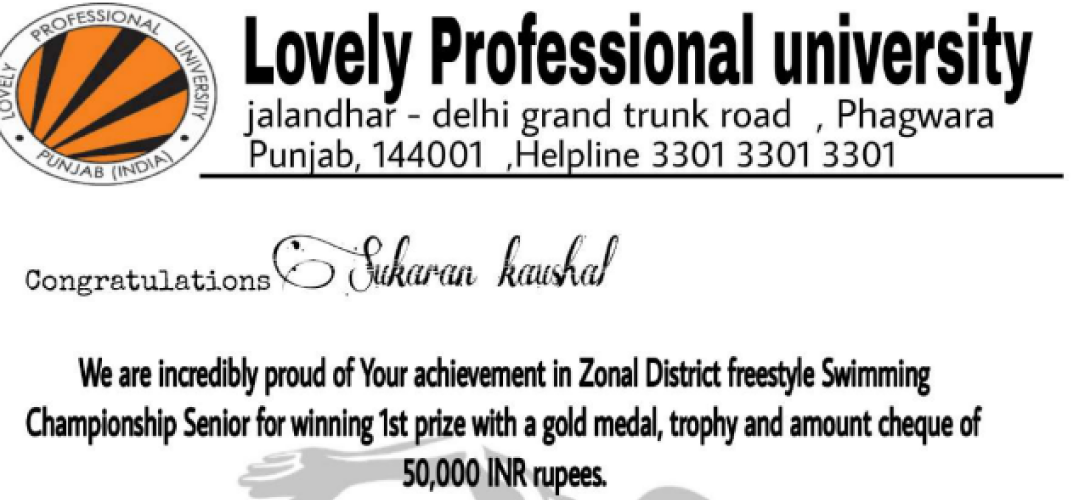 LOVELY PROFESSIONAL UNIVERSITY
PUNJAB (INDIA)
Lovely Professional university
jalandhar - delhi grand trunk road , Phagwara
Punjab, 144001 ,Helpline 3301 3301 3301
Congratulations Sukaran kaushal
We are incredibly proud of Your achievement in Zonal District freestyle Swimming
Championship Senior for winning 1st prize with a gold medal, trophy and amount cheque of
50,000 INR rupees.